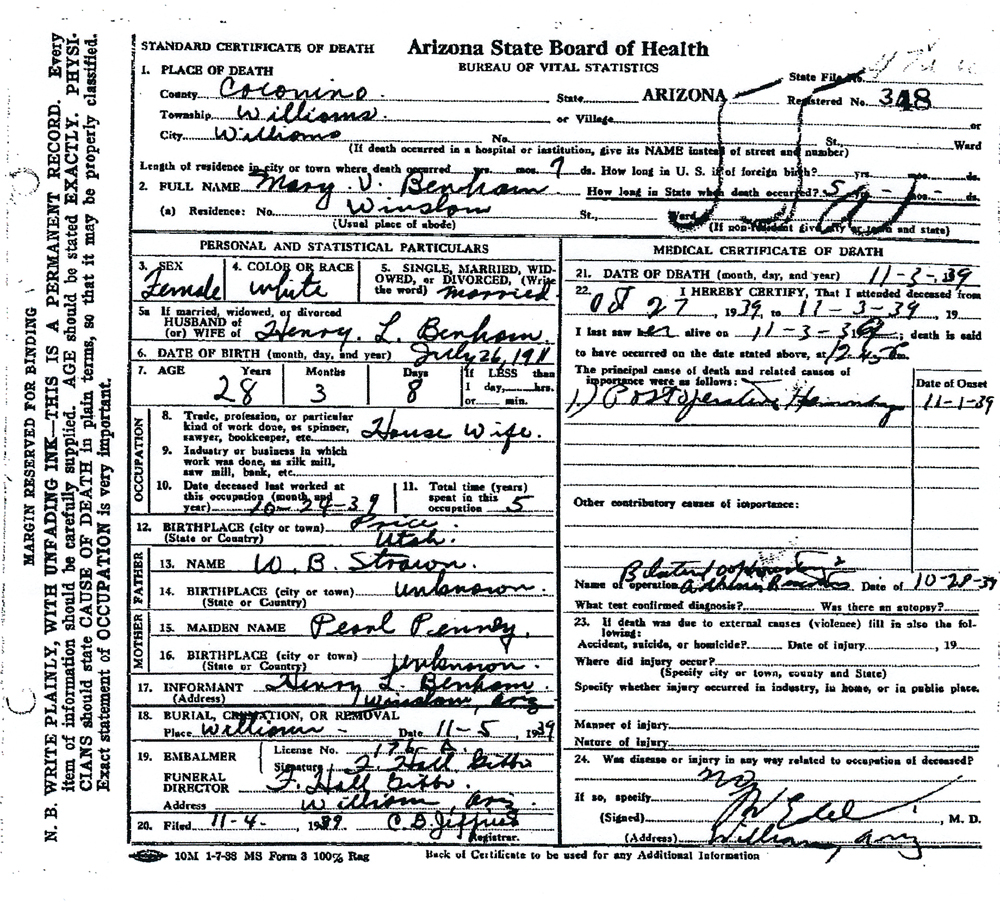 MARGIN RESERVED FOR BINDING
N. B. WRITE PLAINLY, WITH UNFADING INK—THIS IS A PERMANENT RECORD. Every
item of information should be carefully supplied. AGE should be stated EXACTLY. PHYSI-
CIANS should state CAUSE OF DEATH in plain terms, so that it may be properly classified.
Exact statement of OCCUPATION is very important.
STANDARD CERTIFICATE OF DEATH Arizona State Board of Health
BUREAU OF VITAL STATISTICS
State File No.
1. PLACE OF DEATH
County Coconino. State ARIZONA Registered No. 348
Township Williams. or Village or
City Williams No. St. Ward
(If death occurred in a hospital or institution, give its NAME instead of street and number)
Length of residence in city or town where death occurred yrs. mos. 7 ds. How long in U. S. if of foreign birth? yrs. mos. ds.
2. FULL NAME Mary V. Benham How long in State when death occurred? 5 yrs. - mos. - ds.
(a) Residence: No. Winslow St., Ward
(Usual place of abode) (If non-resident give city or town and state)
PERSONAL AND STATISTICAL PARTICULARS
3. SEX 4. COLOR OR RACE 5. SINGLE, MARRIED, WID-
OWED, or DIVORCED, (Write
the word) married
Female white
5a If married, widowed, or divorced
HUSBAND of
(or) WIFE of Henry. L. Benham.
6. DATE OF BIRTH (month, day, and year) July 26, 1911
7. AGE Years Months Days If LESS than
28 3 8 1 day, hrs.
or min.
OCCUPATION
8. Trade, profession, or particular
kind of work done, as spinner,
sawyer, bookkeeper, etc. House Wife.
9. Industry or business in which
work was done, as silk mill,
saw mill, bank, etc.
10. Date deceased last worked at
this occupation (month and
year) 10-24-39
11. Total time (years)
spent in this
occupation 5
12. BIRTHPLACE (city or town) Price.
(State or Country) Utah.
FATHER
13. NAME W. B. Strawn.
14. BIRTHPLACE (city or town) unknown.
(State or Country)
MOTHER
15. MAIDEN NAME Pearl Penney.
16. BIRTHPLACE (city or town) unknown.
(State or Country)
17. INFORMANT Henry L. Benham.
(Address) Winslow, Ariz
18. BURIAL, CREMATION, OR REMOVAL
Place Williams - Date 11-5, 1939
19. EMBALMER License No. 176 A.
Signature F. Hall Gibbs
FUNERAL
DIRECTOR F. Hall Gibbs.
Address Williams, Ariz.
20. Filed 11-4, 1939 C. B. Jeffries
Registrar.
MEDICAL CERTIFICATE OF DEATH
21. DATE OF DEATH (month, day, and year) 11-3-39
22. I HEREBY CERTIFY, That I attended deceased from
Oct 27, 1939, to 11-3-39, 19
I last saw her alive on 11-3-39, death is said
to have occurred on the date stated above, at 12:45
The principal cause of death and related causes of
importance were as follows: Date of Onset
1.) Postoperative Hemorrhage 11-1-39
Other contributory causes of importance:
Name of operation Bilateral Date of 10-28-39
What test confirmed diagnosis? Was there an autopsy?
23. If death was due to external causes (violence) fill in also the fol-
lowing:
Accident, suicide, or homicide? Date of injury, 19
Where did injury occur?
(Specify city or town, county and State)
Specify whether injury occurred in industry, in home, or in public place.
Manner of injury
Nature of injury
24. Was disease or injury in any way related to occupation of deceased?
no
If so, specify
(Signed) M. D.
(Address) Williams, Ariz
10M 1-7-38 MS Form 3 100% Rag Back of Certificate to be used for any Additional Information